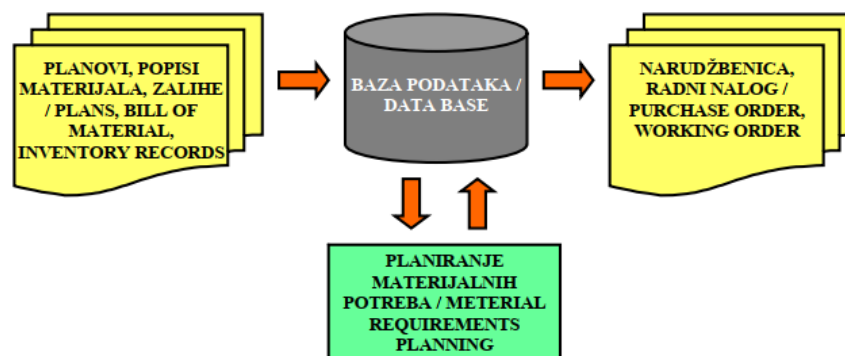 PLANOVI, POPISI
MATERIJALA, ZALIHE
/ PLANS, BILL OF
MATERIAL,
INVENTORY RECORDS
BAZA PODATAKA /
DATA BASE
NARUDŽBENICA,
RADNI NALOG /
PURCHASE ORDER,
WORKING ORDER
PLANIRANJE
MATERIJALNIH
POTREBA / METERIAL
REQUIREMENTS
PLANNING